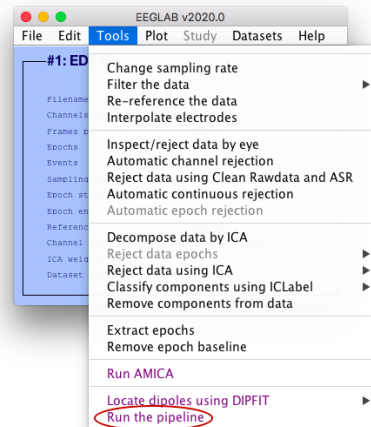 EEGLAB v2020.0
File Edit Tools Plot Study Datasets Help
#1: ED
Filename
Channels
Frames p
Epochs
Events
Sampling
Epoch st
Epoch en
Referenc
Channel
ICA weig
Dataset
Change sampling rate
Filter the data
Re-reference the data
Interpolate electrodes
Inspect/reject data by eye
Automatic channel rejection
Reject data using Clean Rawdata and ASR
Automatic continuous rejection
Automatic epoch rejection
Decompose data by ICA
Reject data epochs
Reject data using ICA
Classify components using ICLabel
Remove components from data
Extract epochs
Remove epoch baseline
Run AMICA
Locate dipoles using DIPFIT
Run the pipeline